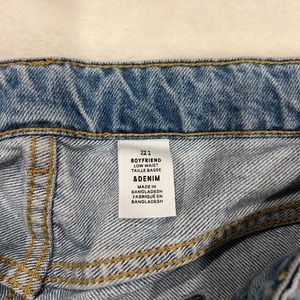 BOYFRIEND
LOW WAIST
TAILLE BASSE
&DENIM
MADE IN
BANGLADESH
FABRIQUÉ EN
BANGLADESH